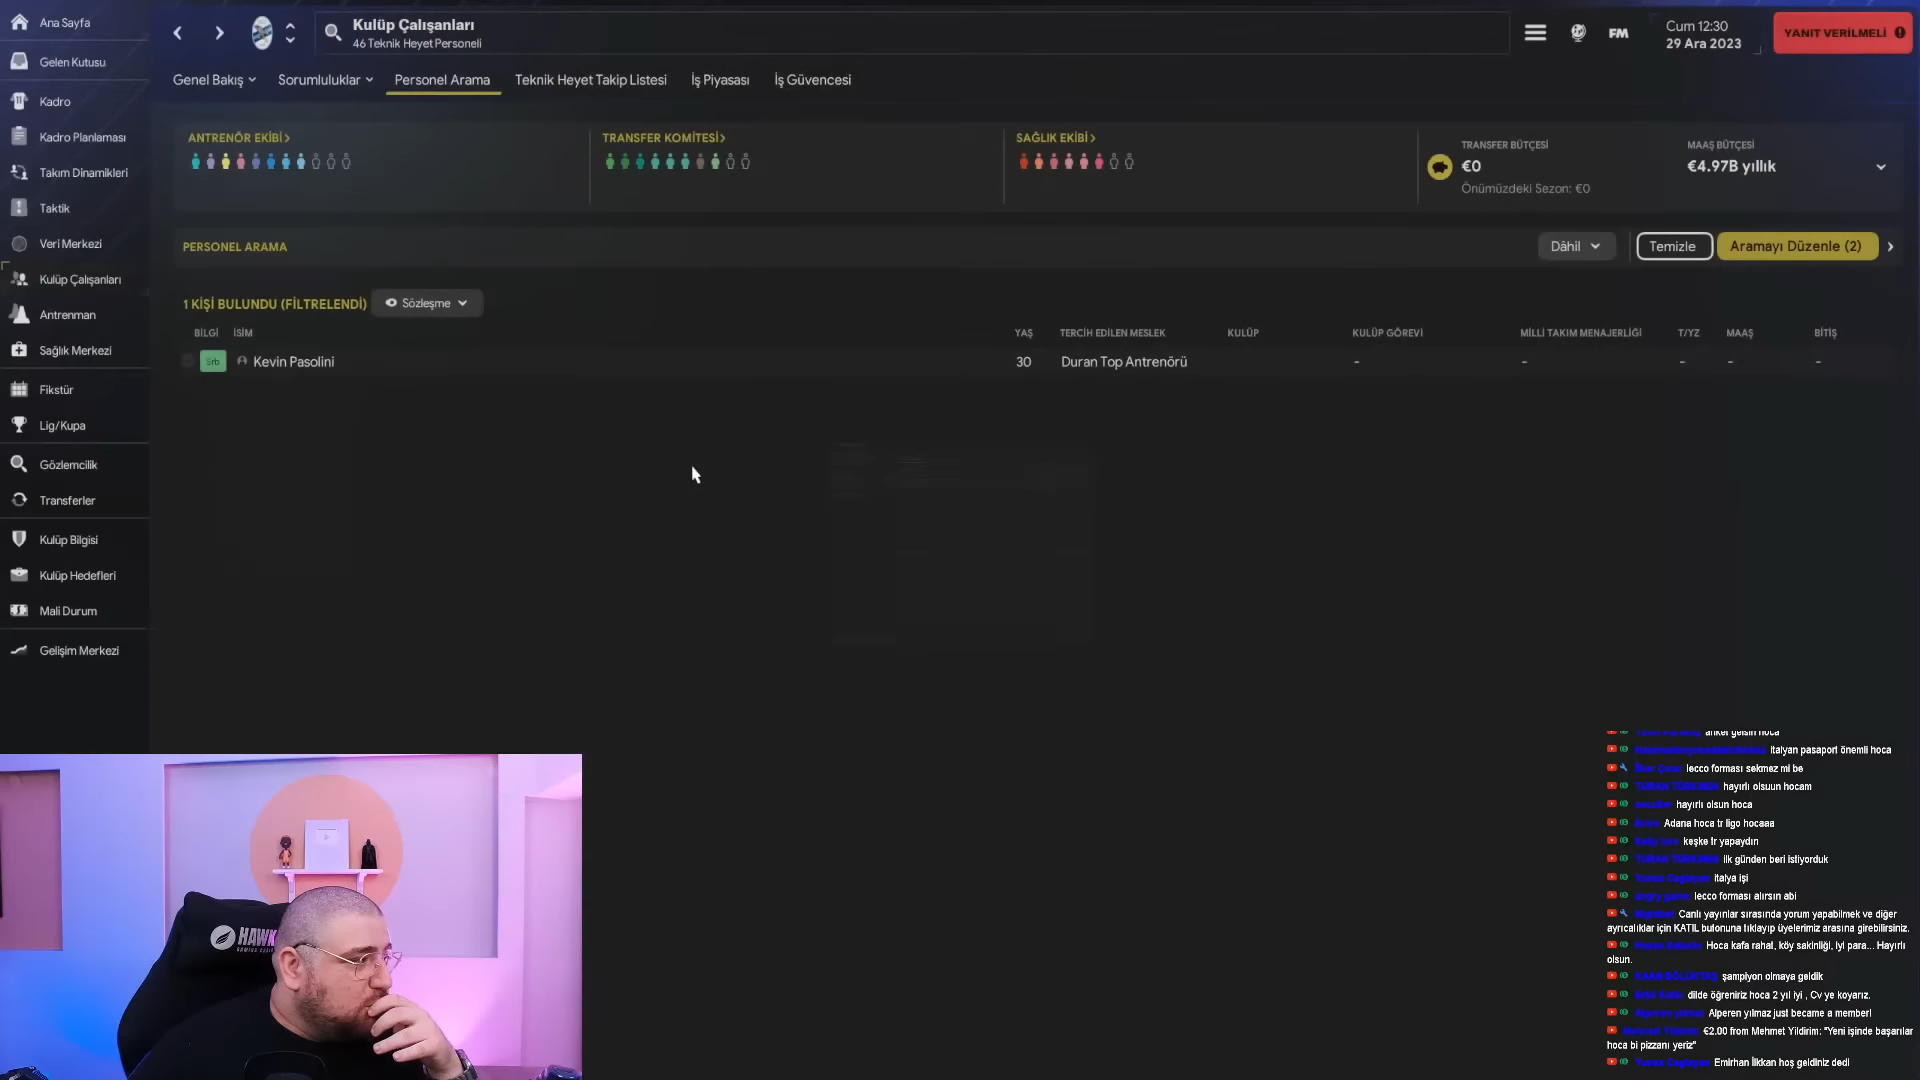 Ana Sayfa
Gelen Kutusu
Kadro
Kadro Planlaması
Takım Dinamikleri
Taktik
Veri Merkezi
Kulüp Çalışanları
Antrenman
Sağlık Merkezi
Fikstür
Lig/Kupa
Gözlemcilik
Transferler
Kulüp Bilgisi
Kulüp Hedefleri
Mali Durum
Gelişim Merkezi
Kulüp Çalışanları
46 Teknik Heyet Personeli
FM
Cum 12:30
29 Ara 2023
YANIT VERİLMELİ
Genel Bakış
Sorumluluklar
Personel Arama
Teknik Heyet Takip Listesi
İş Piyasası
İş Güvencesi
ANTRENÖR EKİBİ>
TRANSFER KOMİTESİ>
SAĞLIK EKİBİ>
TRANSFER BÜTÇESİ
€0
Önümüzdeki Sezon: €0
MAAŞ BÜTÇESİ
€4.97B yıllık
PERSONEL ARAMA
Dâhil
Temizle
Aramayı Düzenle (2)
1 KİŞİ BULUNDU (FİLTRELENDİ)
Sözleşme
BİLGİ İSİM YAŞ TERCİH EDİLEN MESLEK KULÜP KULÜP GÖREVİ MİLLİ TAKIM MENAJERLİĞİ T/YZ MAAŞ BİTİŞ
Srb Kevin Pasolini 30 Duran Top Antrenörü - - - - -
HAWK
italyan pasaport önemli hoca
lecco forması sekmez mi be
hayırlı olsuun hocam
hayırlı olsun hoca
Adana hoca tr ligo hocaaa
keşke lr yapaydın
ilk günden beri istiyorduk
italya işi
lecco forması alırsın abi
Canlı yayınlar sırasında yorum yapabilmek ve diğer
ayrıcalıklar için KATIL butonuna tıklayıp üyelerimiz arasına girebilirsiniz.
Hoca kafa rahat, köy sakinliği, iyi para... Hayırlı
olsun.
şampiyon olmaya geldik
dilde öğreniriz hoca 2 yıl iyi , Cv ye koyarız.
Alperen yılmaz just became a member!
€2.00 from Mehmet Yildirim: "Yeni işinde başarılar
hoca bi pizzanı yeriz"
Emirhan İlkkan hoş geldiniz dedi